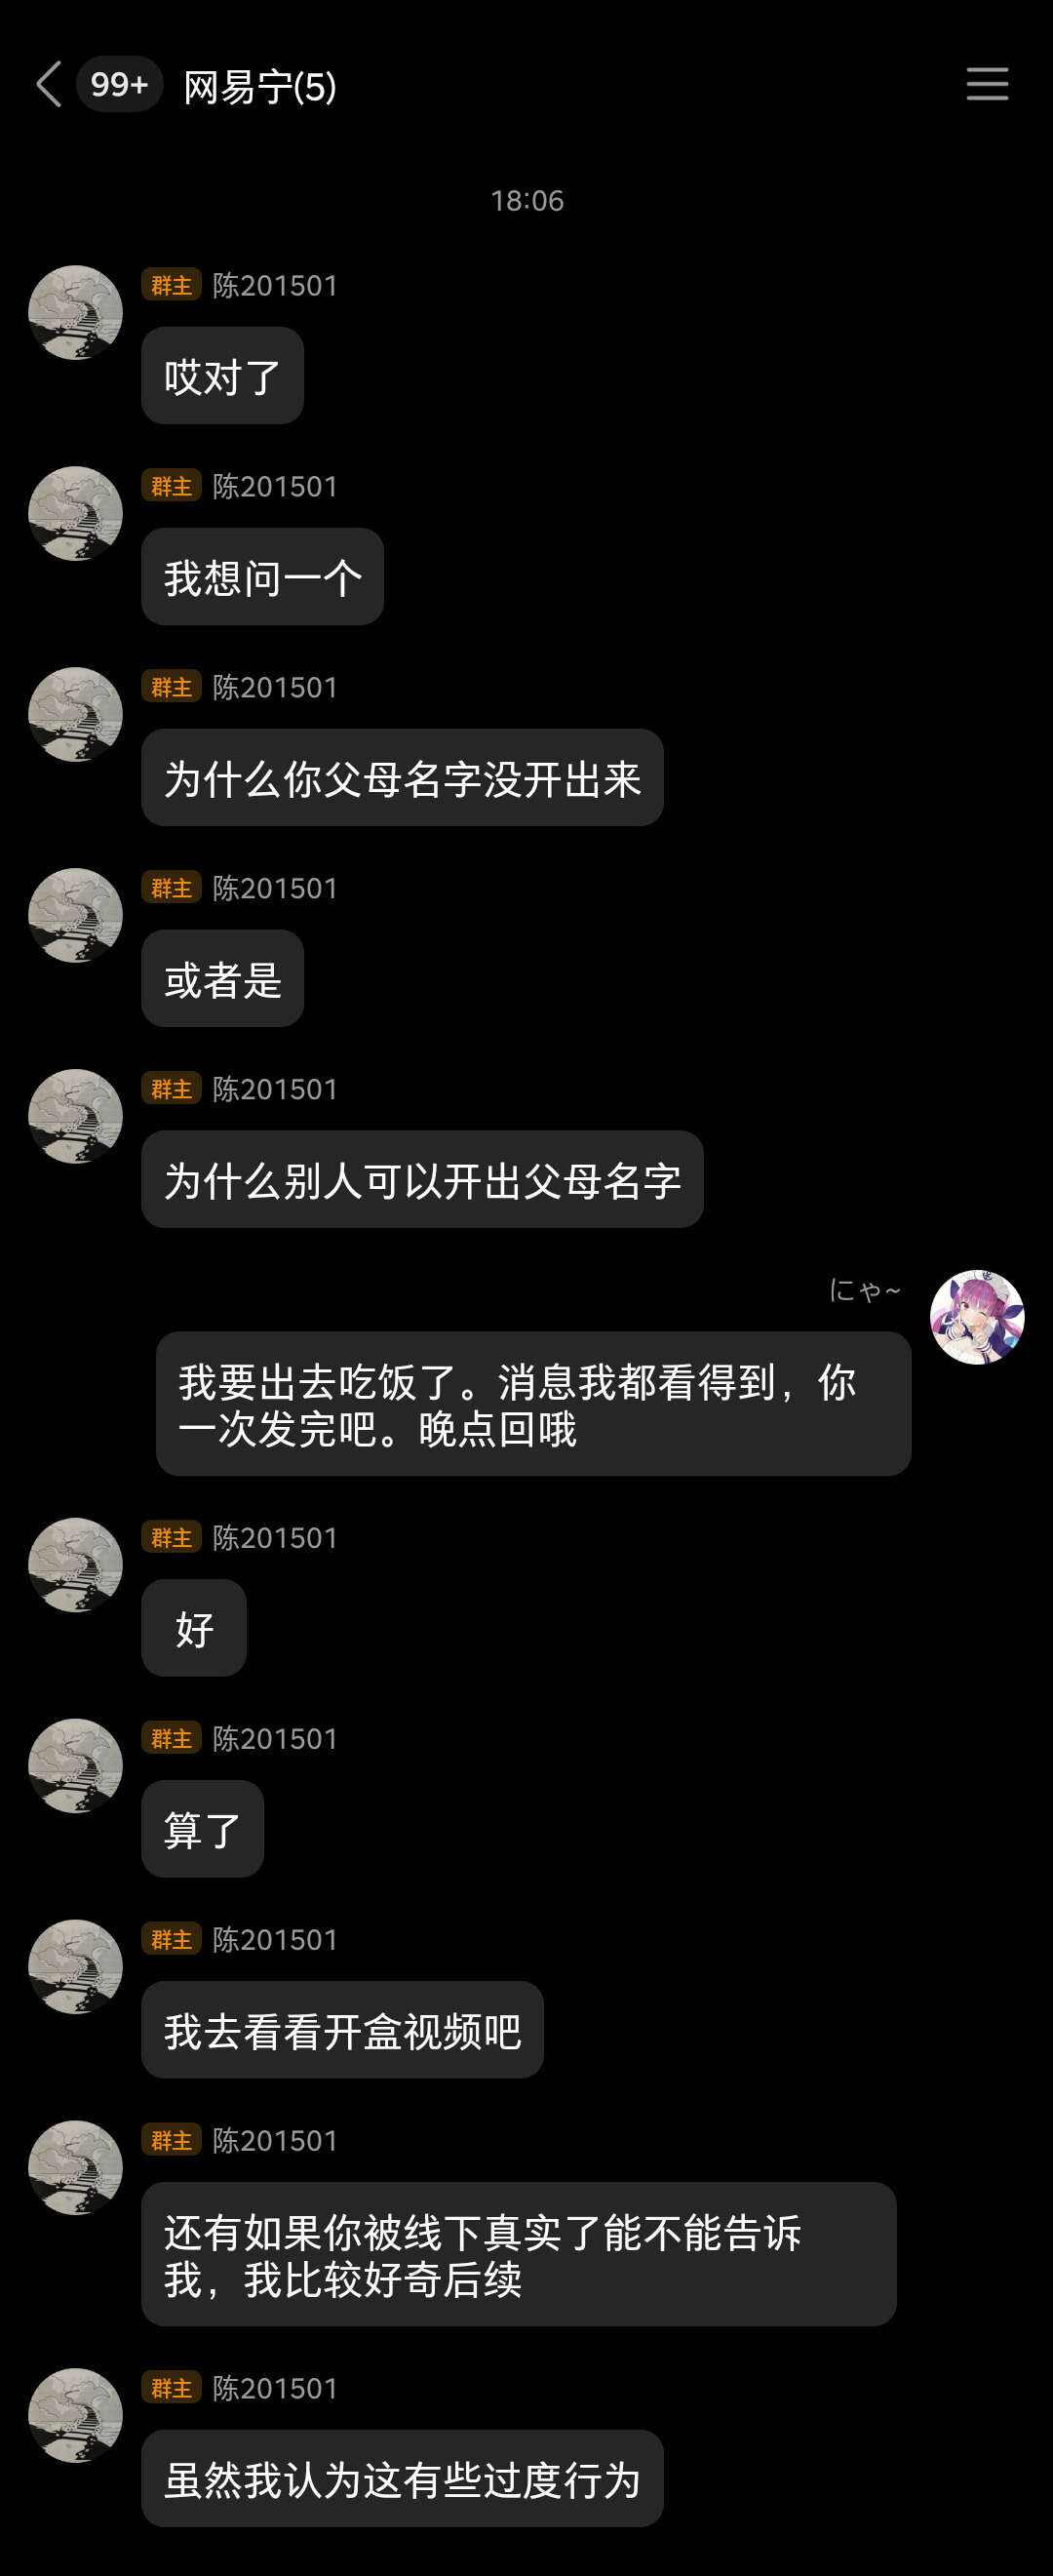 99+ 网易宁(5)
18:06
群主 陈201501
哎对了
群主 陈201501
我想问一个
群主 陈201501
为什么你父母名字没开出来
群主 陈201501
或者是
群主 陈201501
为什么别人可以开出父母名字
にゃ~
我要出去吃饭了。消息我都看得到，你
一次发完吧。晚点回哦
群主 陈201501
好
群主 陈201501
算了
群主 陈201501
我去看看开盒视频吧
群主 陈201501
还有如果你被线下真实了能不能告诉
我，我比较好奇后续
群主 陈201501
虽然我认为这有些过度行为